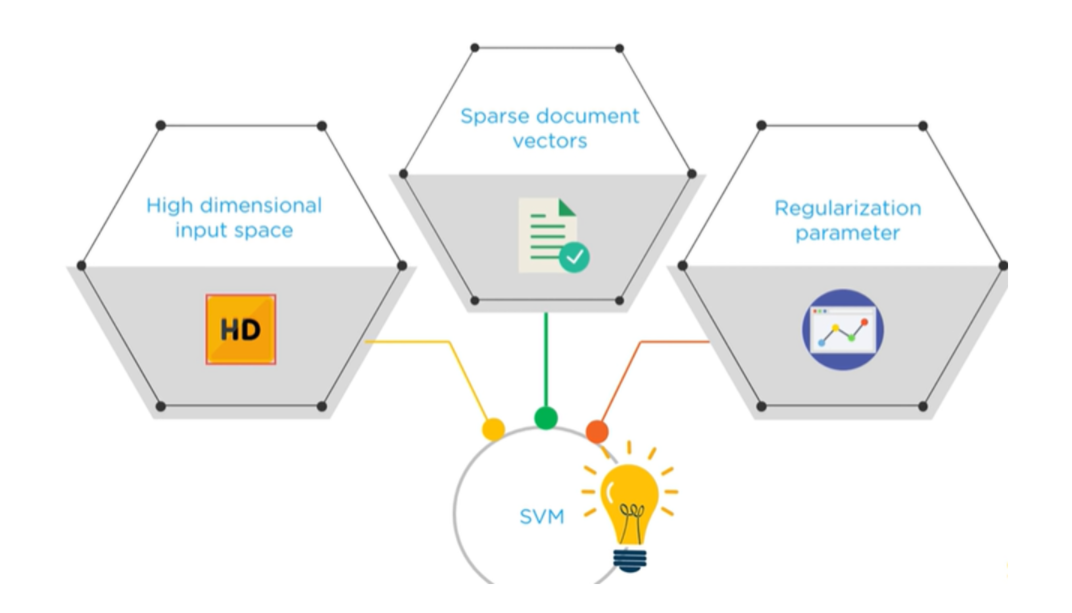 Sparse document
vectors
High dimensional
input space
Regularization
parameter
HD
SVM